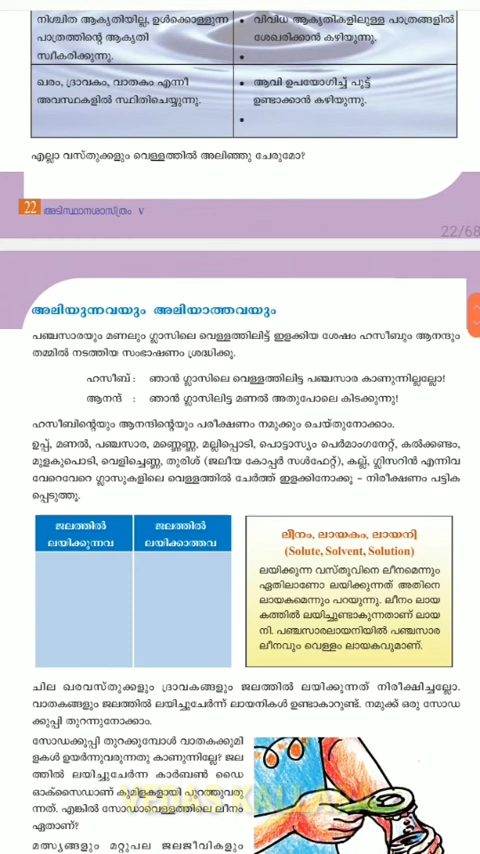 നിശ്ചിത ആകൃതിയില്ല, ഉൾക്കൊള്ളുന്ന
പാത്രത്തിന്റെ ആകൃതി
സ്വീകരിക്കുന്നു.
• വിവിധ ആകൃതികളിലുള്ള പാത്രങ്ങളിൽ
ശേഖരിക്കാൻ കഴിയുന്നു.
•
ഖരം, ദ്രാവകം, വാതകം എന്നീ
അവസ്ഥകളിൽ സ്ഥിതിചെയ്യുന്നു.
• ആവി ഉപയോഗിച്ച് പുട്ട്
ഉണ്ടാക്കാൻ കഴിയുന്നു.
•
എല്ലാ വസ്തുക്കളും വെള്ളത്തിൽ അലിഞ്ഞു ചേരുമോ?
22 അടിസ്ഥാനശാസ്ത്രം V
22/68
അലിയുന്നവയും അലിയാത്തവയും
പഞ്ചസാരയും മണലും ഗ്ലാസിലെ വെള്ളത്തിലിട്ട് ഇളക്കിയ ശേഷം ഹസീബും ആനന്ദും
തമ്മിൽ നടത്തിയ സംഭാഷണം ശ്രദ്ധിക്കൂ.
ഹസീബ് : ഞാൻ ഗ്ലാസിലെ വെള്ളത്തിലിട്ട പഞ്ചസാര കാണുന്നില്ലല്ലോ!
ആനന്ദ് : ഞാൻ ഗ്ലാസിലിട്ട മണൽ അതുപോലെ കിടക്കുന്നു!
ഹസീബിന്റെയും ആനന്ദിന്റെയും പരീക്ഷണം നമുക്കും ചെയ്തുനോക്കാം.
ഉപ്പ്, മണൽ, പഞ്ചസാര, മണ്ണെണ്ണ, മല്ലിപ്പൊടി, പൊട്ടാസ്യം പെർമാംഗനേറ്റ്, കൽക്കണ്ടം,
മുളകുപൊടി, വെളിച്ചെണ്ണ, തുരിശ് (ജലീയ കോപ്പർ സൾഫേറ്റ്), കല്ല്, ഗ്ലിസറിൻ എന്നിവ
വേറെവേറെ ഗ്ലാസുകളിലെ വെള്ളത്തിൽ ചേർത്ത് ഇളക്കിനോക്കൂ - നിരീക്ഷണം പട്ടിക
പ്പെടുത്തൂ.
ജലത്തിൽ
ലയിക്കുന്നവ
ജലത്തിൽ
ലയിക്കാത്തവ
ലീനം, ലായകം, ലായനി
(Solute, Solvent, Solution)
ലയിക്കുന്ന വസ്തുവിനെ ലീനമെന്നും
ഏതിലാണോ ലയിക്കുന്നത് അതിനെ
ലായകമെന്നും പറയുന്നു. ലീനം ലായ
കത്തിൽ ലയിച്ചുണ്ടാകുന്നതാണ് ലായ
നി. പഞ്ചസാരലായനിയിൽ പഞ്ചസാര
ലീനവും വെള്ളം ലായകവുമാണ്.
ചില ഖരവസ്തുക്കളും ദ്രാവകങ്ങളും ജലത്തിൽ ലയിക്കുന്നത് നിരീക്ഷിച്ചല്ലോ.
വാതകങ്ങളും ജലത്തിൽ ലയിച്ചുചേർന്ന് ലായനികൾ ഉണ്ടാകാറുണ്ട്. നമുക്ക് ഒരു സോഡ
ക്കുപ്പി തുറന്നുനോക്കാം.
സോഡക്കുപ്പി തുറക്കുമ്പോൾ വാതകക്കുമി
ളകൾ ഉയർന്നുവരുന്നതു കാണുന്നില്ലേ? ജല
ത്തിൽ ലയിച്ചുചേർന്ന കാർബൺ ഡൈ
ഓക്സൈഡാണ് കുമിളകളായി പുറത്തുവരു
ന്നത്. എങ്കിൽ സോഡാവെള്ളത്തിലെ ലീനം
ഏതാണ്?
മത്സ്യങ്ങളും മറ്റുപല ജലജീവികളും